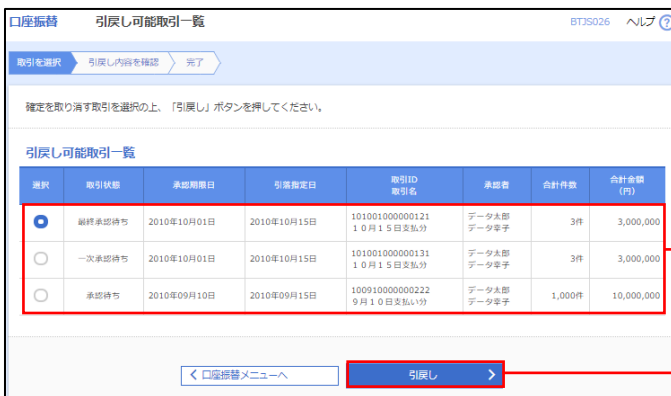 口座振替 引戻し可能取引一覧 BTJS026 ヘルプ ?
取引を選択 引戻し内容を確認 完了
確定を取り消す取引を選択の上、「引戻し」ボタンを押してください。
引戻し可能取引一覧
選択 取引状態 承認期限日 引落指定日 取引ID 承認者 合計件数 合計金額
取引名 (円)
最終承認待ち 2010年10月01日 2010年10月15日 101001000000121 データ太郎 3件 3,000,000
10月15日支払分 データ幸子
一次承認待ち 2010年10月01日 2010年10月15日 101001000000131 データ太郎 3件 3,000,000
10月15日支払分 データ幸子
承認待ち 2010年09月10日 2010年09月15日 100910000000222 データ太郎 1,000件 10,000,000
9月10日支払い分 データ幸子
口座振替メニューへ 引戻し